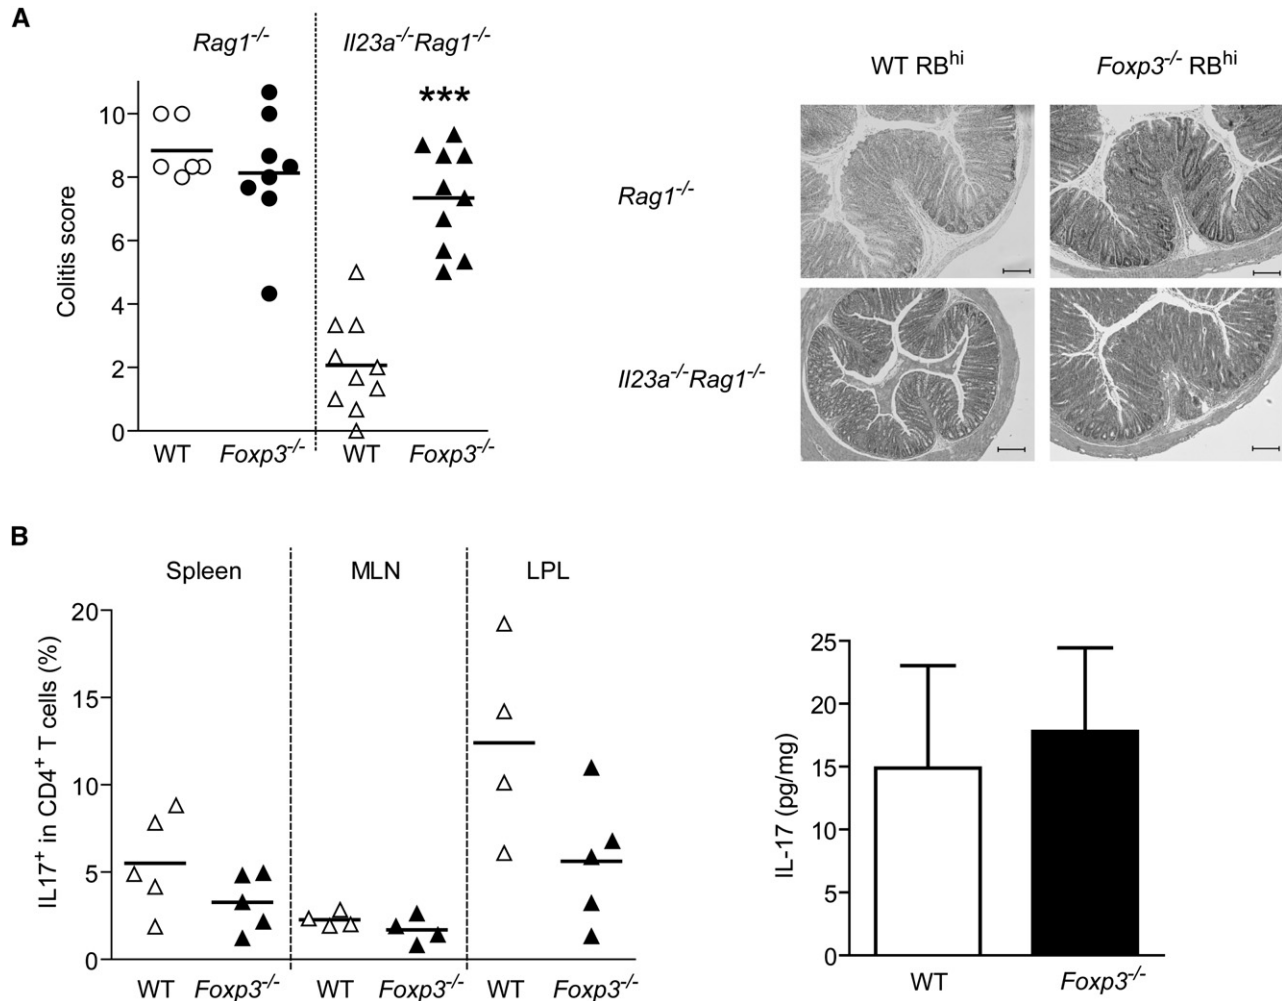 A
Rag1-/-
Il23a-/-Rag1-/-
***
10
8
6
4
2
0
Colitis score
WT
Foxp3-/-
WT
Foxp3-/-
WT RBhi
Foxp3-/- RBhi
Rag1-/-
Il23a-/-Rag1-/-
B
Spleen
MLN
LPL
20
15
10
5
0
IL17+ in CD4+ T cells (%)
WT
Foxp3-/-
WT
Foxp3-/-
WT
Foxp3-/-
25
20
15
10
5
0
IL-17 (pg/mg)
WT
Foxp3-/-